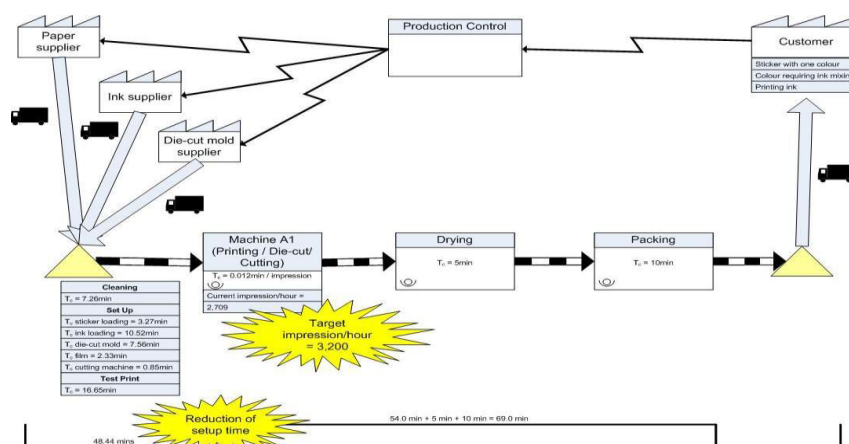 Paper
supplier
Ink supplier
Die-cut mold
supplier
Production Control
Customer
Sticker with one colour
Colour requiring ink mixin
Printing ink
Machine A1
(Printing / Die-cut/
Cutting)
Tc = 0.012min / impression
Current impression/hour =
2,709
Drying
Tc = 5min
Packing
Tc = 10min
Cleaning
Tc = 7.26min
Set Up
Tc sticker loading = 3.27min
Tc ink loading = 10.52min
Tc die-cut mold = 7.56min
Tc film = 2.33min
Tc cutting machine = 0.85min
Test Print
Tc = 16.65min
Target
impression/hour
= 3,200
Reduction of
setup time
54.0 min + 5 min + 10 min = 69.0 min
48.44 mins